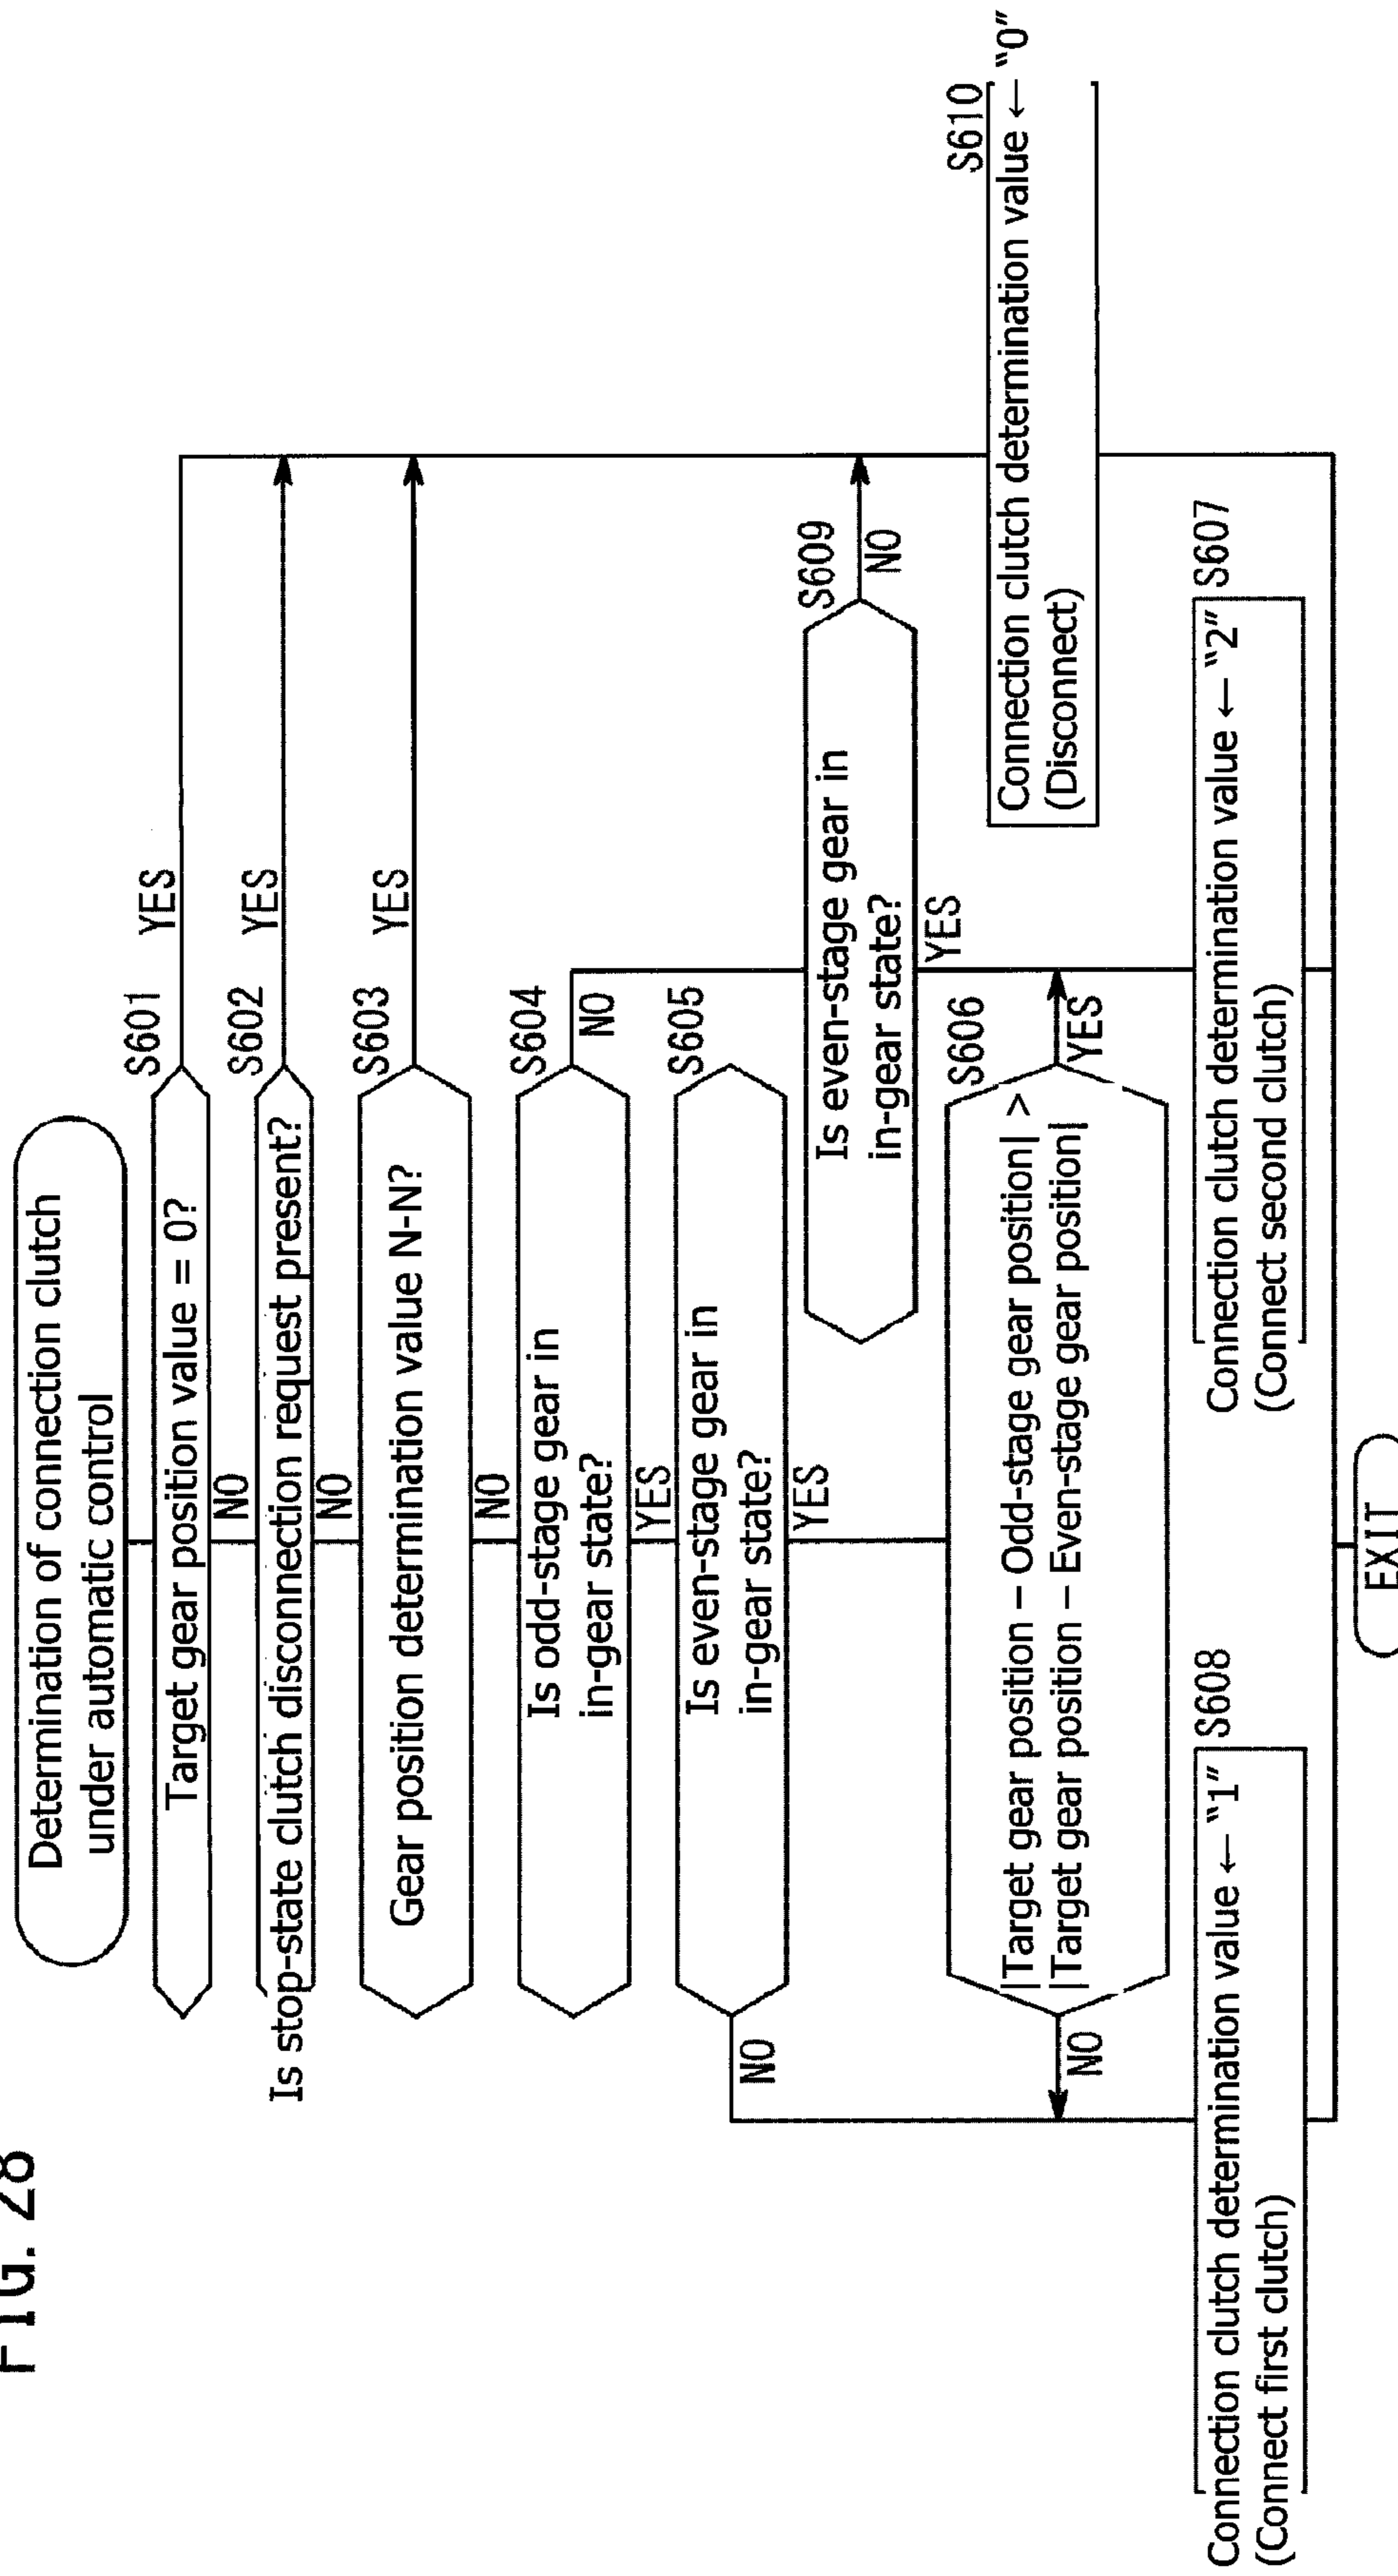 FIG. 28
Determination of connection clutch
under automatic control
S601
Target gear position value = 0?
YES
NO
S602
Is stop-state clutch disconnection request present?
YES
NO
S603
Gear position determination value N-N?
YES
NO
S604
Is odd-stage gear in
in-gear state?
NO
YES
S605
Is even-stage gear in
in-gear state?
NO
YES
S609
Is even-stage gear in
in-gear state?
NO
YES
S606
|Target gear position – Odd-stage gear position| >
|Target gear position – Even-stage gear position|
NO
YES
S610
Connection clutch determination value ← “0”
(Disconnect)
S608
Connection clutch determination value ← “1”
(Connect first clutch)
S607
Connection clutch determination value ← “2”
(Connect second clutch)
EXIT